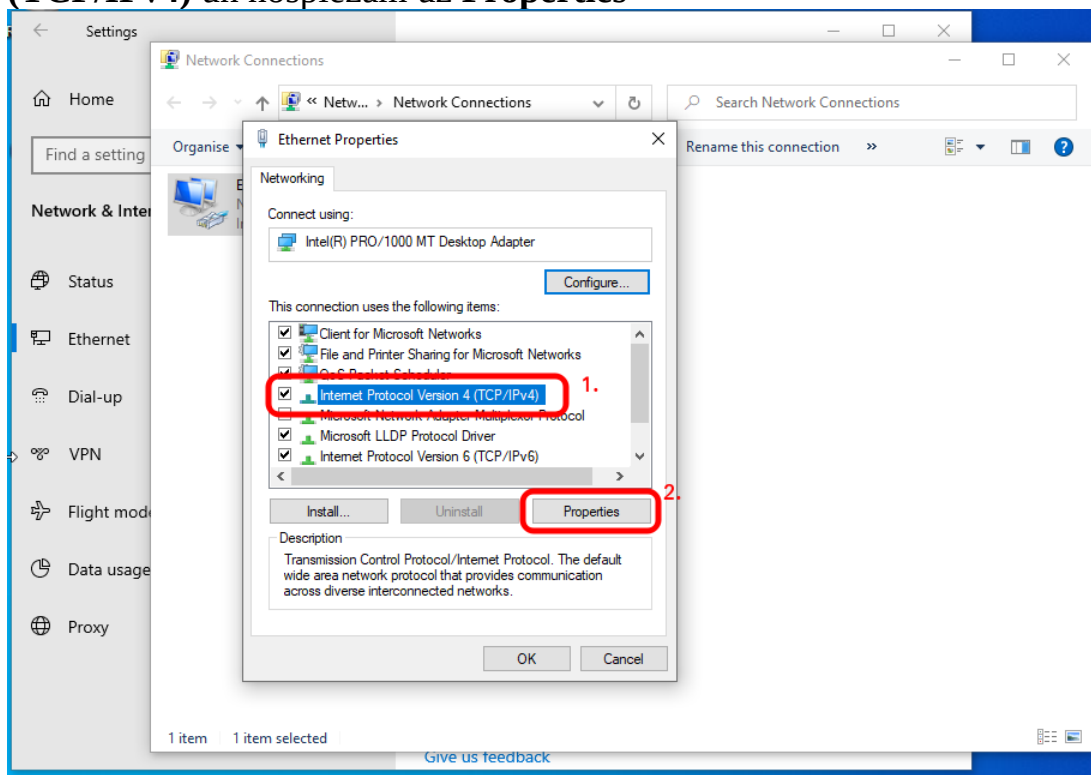 (TCP/IPv4)
Properties
Settings
Network Connections
Home
« Netw... > Network Connections
Search Network Connections
Find a setting
Organise
Ethernet Properties
Rename this connection »
Networking
Network & Inter
Connect using:
Intel(R) PRO/1000 MT Desktop Adapter
Status
Configure...
This connection uses the following items:
Ethernet
Client for Microsoft Networks
File and Printer Sharing for Microsoft Networks
QoS Packet Scheduler
Internet Protocol Version 4 (TCP/IPv4)
1.
Dial-up
Microsoft Network Adapter Multiplexor Protocol
Microsoft LLDP Protocol Driver
VPN
Internet Protocol Version 6 (TCP/IPv6)
2.
Flight mode
Install...
Uninstall
Properties
Description
Transmission Control Protocol/Internet Protocol. The default
wide area network protocol that provides communication
across diverse interconnected networks.
Data usage
Proxy
OK
Cancel
1 item
1 item selected
Give us feedback